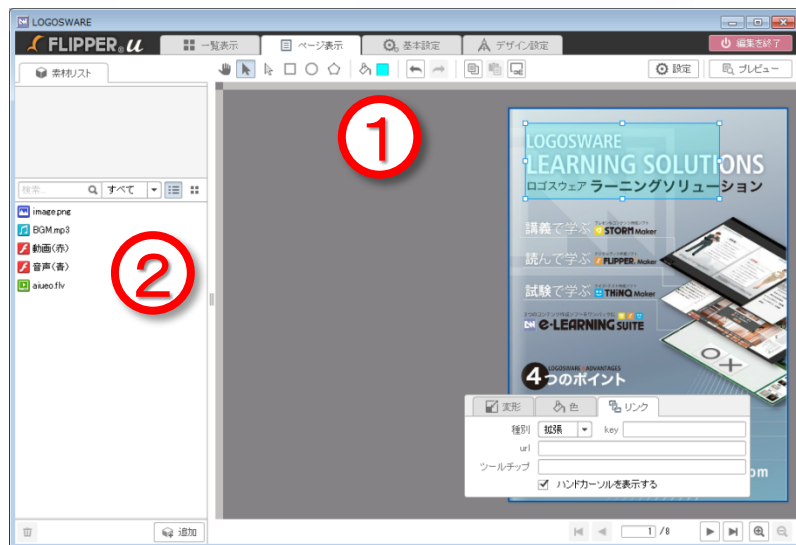 LOGOSWARE
FLIPPER® u
一覧表示
ページ表示
基本設定
デザイン設定
編集を終了
素材リスト
設定
プレビュー
1
検索...
すべて
image.png
BGM.mp3
動画(赤)
音声(青)
aiueo.flv
2
LOGOSWARE
LEARNING SOLUTIONS
ロゴスウェア ラーニングソリューション
講義で学ぶ STORM Maker
読んで学ぶ FLIPPER. Maker
試験で学ぶ THiNQ Maker
e-LEARNING SUITE
LOGOSWARE 4 ADVANTAGES
4つのポイント
変形
色
リンク
種別 拡張 key
url
ツールチップ
ハンドカーソルを表示する
om
追加
1 /8